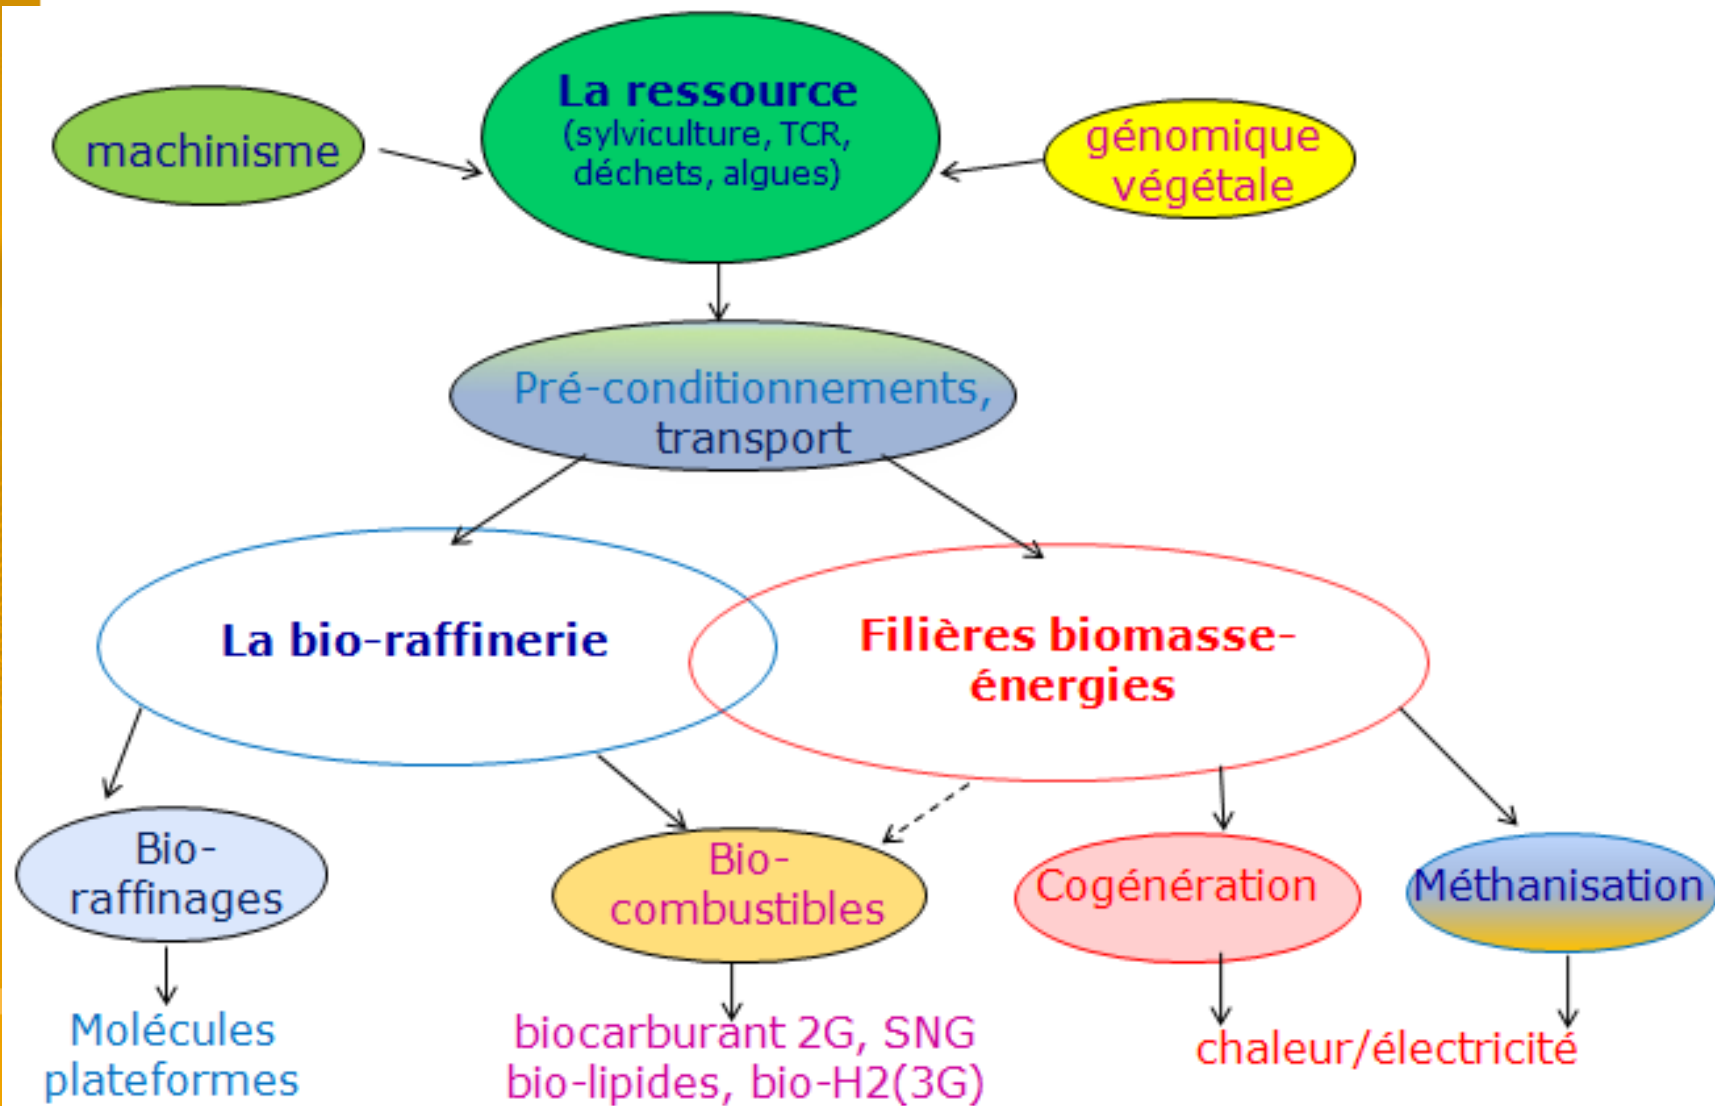 La ressource
(sylviculture, TCR,
déchets, algues)
machinisme
génomique
végétale
Pré-conditionnements,
transport
La bio-raffinerie
Filières biomasse-
énergies
Bio-
raffinages
Bio-
combustibles
Cogénération
Méthanisation
Molécules
plateformes
biocarburant 2G, SNG
bio-lipides, bio-H2(3G)
chaleur/électricité